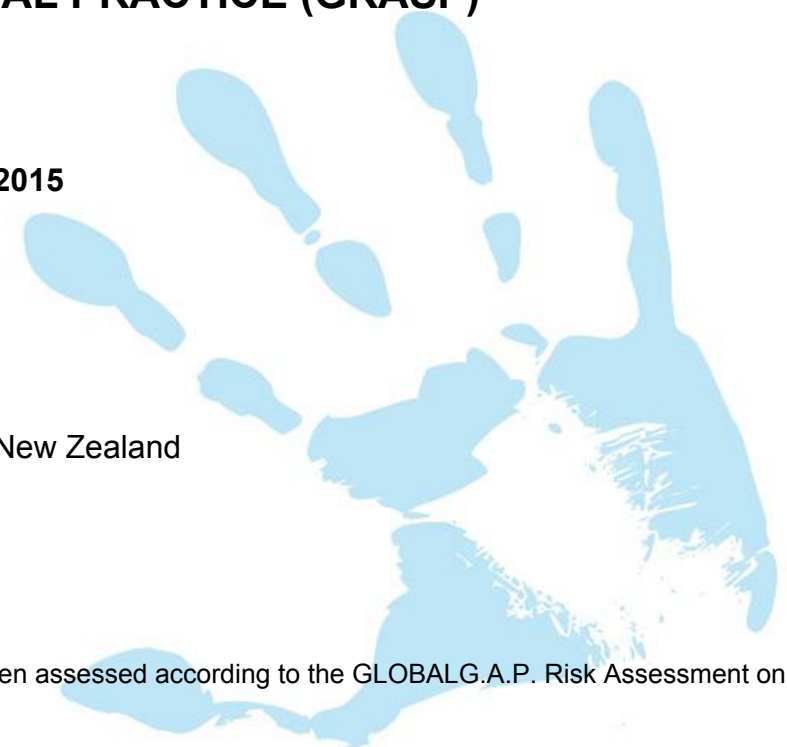 AL PRACTICE (GRASP)
2015
New Zealand
en assessed according to the GLOBALG.A.P. Risk Assessment on